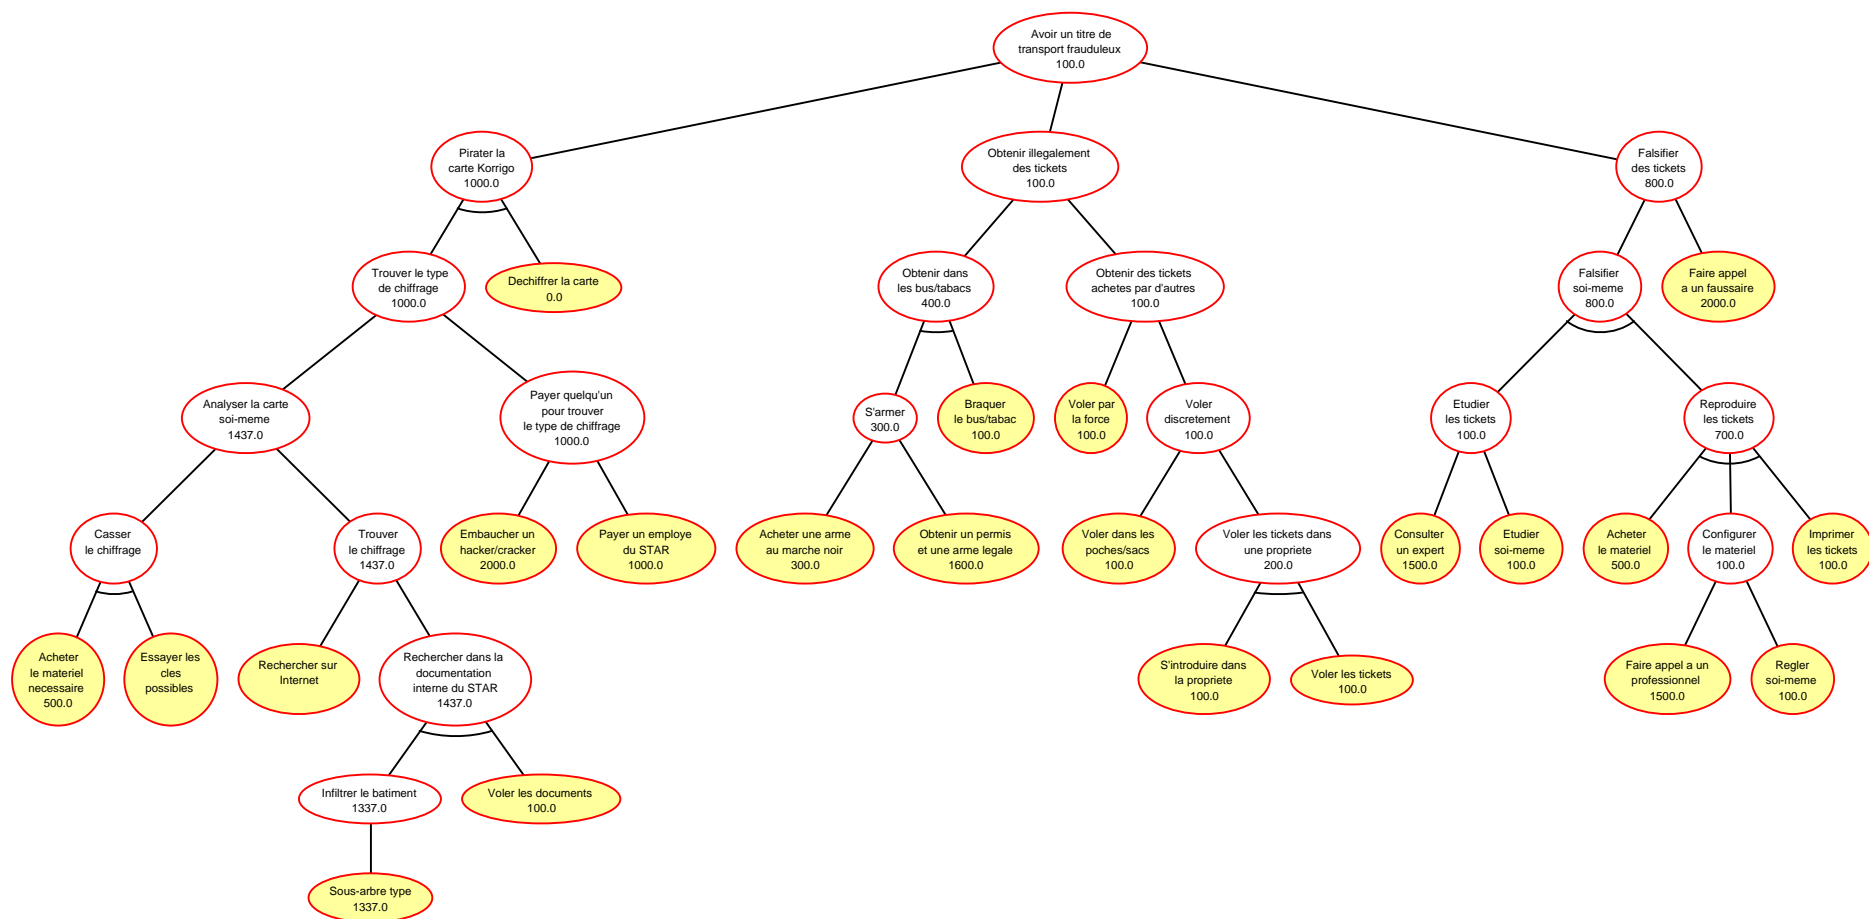 Avoir un titre de
transport frauduleux
100.0
Pirater la
carte Korrigo
1000.0
Obtenir illegalement
des tickets
100.0
Falsifier
des tickets
800.0
Trouver le type
de chiffrage
1000.0
Dechiffrer la carte
0.0
Obtenir dans
les bus/tabacs
400.0
Obtenir des tickets
achetes par d'autres
100.0
Falsifier
soi-meme
800.0
Faire appel
a un faussaire
2000.0
Analyser la carte
soi-meme
1437.0
Payer quelqu'un
pour trouver
le type de chiffrage
1000.0
S'armer
300.0
Braquer
le bus/tabac
100.0
Voler par
la force
100.0
Voler
discretement
100.0
Etudier
les tickets
100.0
Reproduire
les tickets
700.0
Casser
le chiffrage
Trouver
le chiffrage
1437.0
Embaucher un
hacker/cracker
2000.0
Payer un employe
du STAR
1000.0
Acheter une arme
au marche noir
300.0
Obtenir un permis
et une arme legale
1600.0
Voler dans les
poches/sacs
100.0
Voler les tickets dans
une propriete
200.0
Consulter
un expert
1500.0
Etudier
soi-meme
100.0
Acheter
le materiel
500.0
Configurer
le materiel
100.0
Imprimer
les tickets
100.0
Acheter
le materiel
necessaire
500.0
Essayer les
cles
possibles
Rechercher sur
Internet
Rechercher dans la
documentation
interne du STAR
1437.0
S'introduire dans
la propriete
100.0
Voler les tickets
100.0
Faire appel a un
professionnel
1500.0
Regler
soi-meme
100.0
Infiltrer le batiment
1337.0
Voler les documents
100.0
Sous-arbre type
1337.0